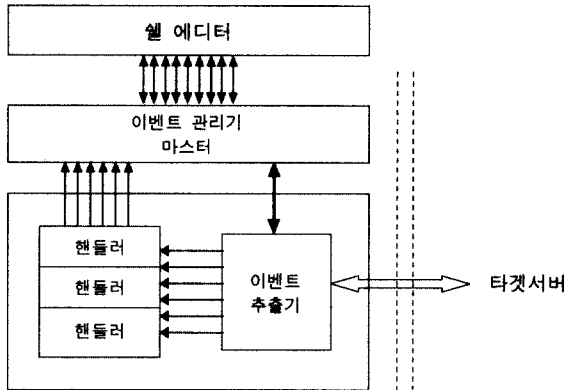 쉘 에디터
이벤트 관리기
마스터
핸들러
핸들러
핸들러
이벤트
추출기
타겟서버